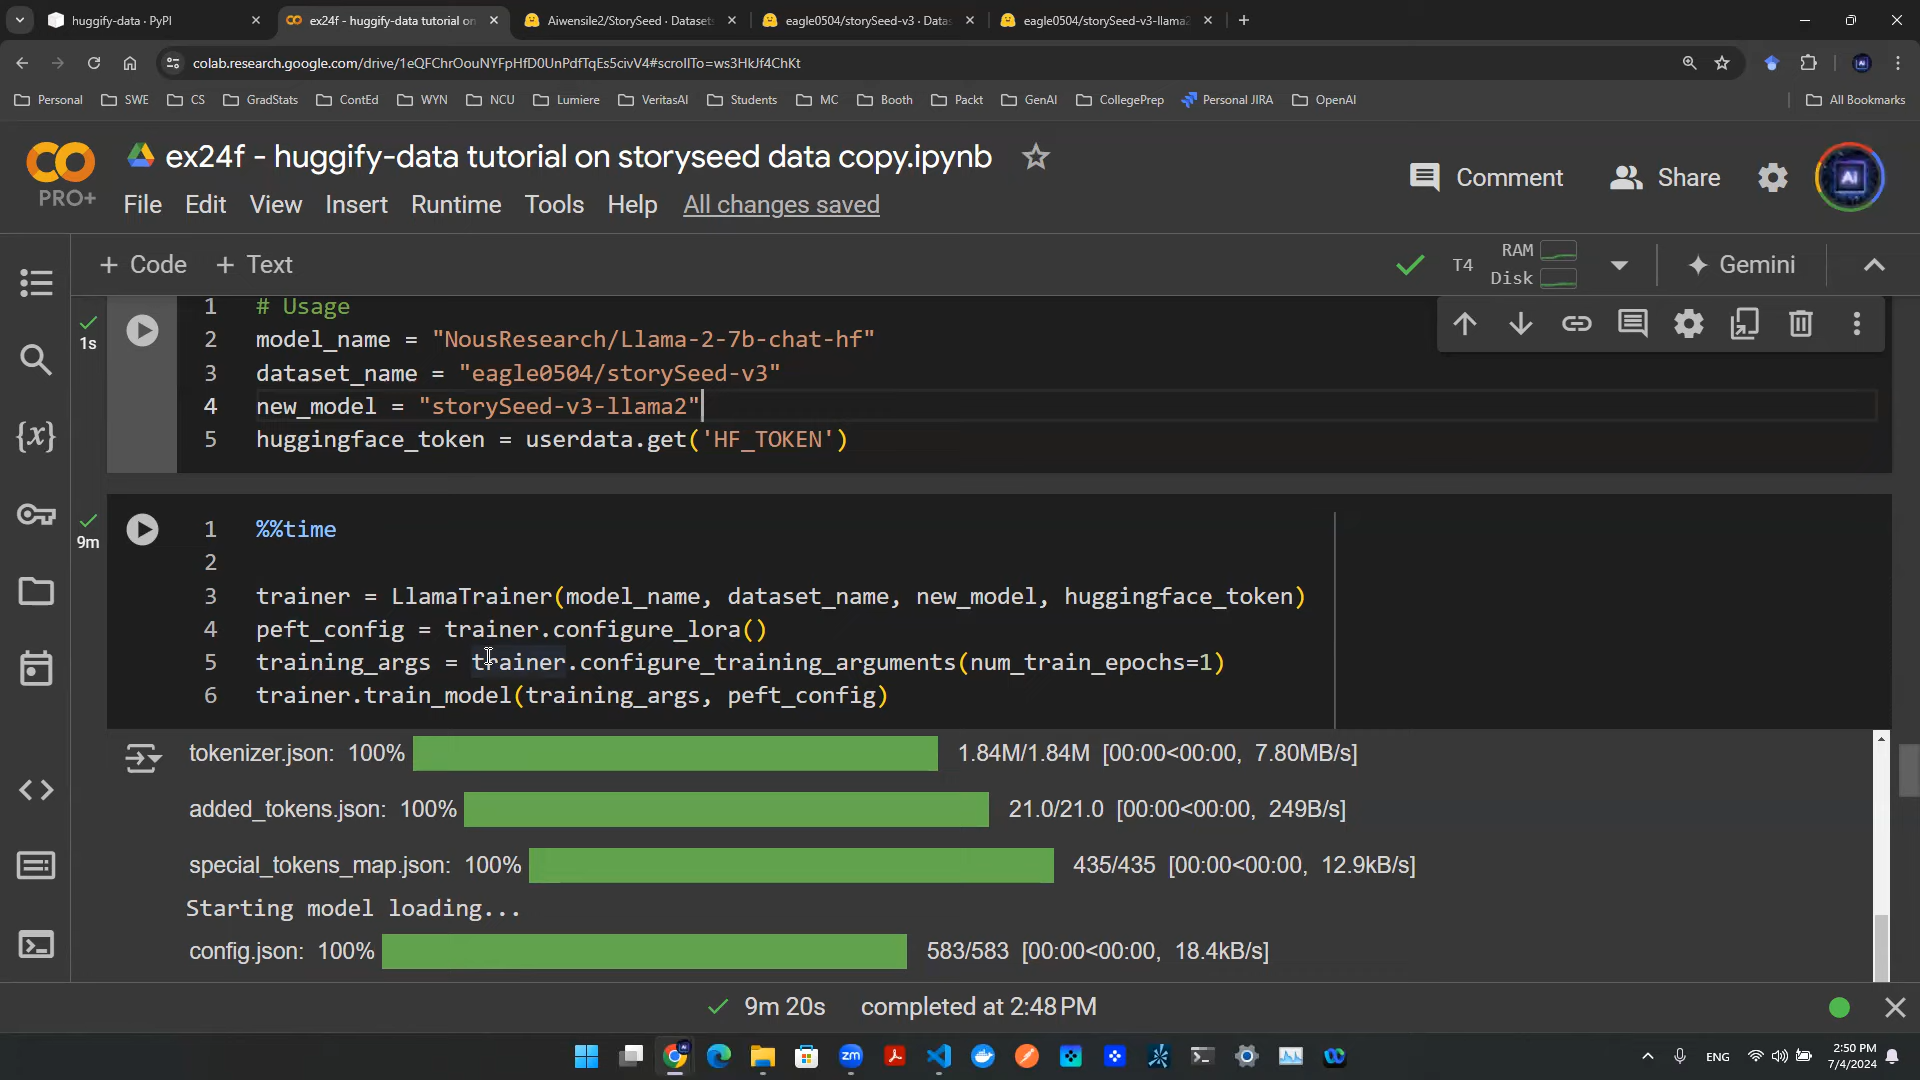 huggify-data · PyPI
ex24f - huggify-data tutorial on
Aiwensile2/StorySeed · Datasets
eagle0504/storySeed-v3 · Datas
eagle0504/storySeed-v3-llama2
colab.research.google.com/drive/1eQFChrOouNYFpHfD0UnPdfTqEs5civV4#scrollTo=ws3HkJf4ChKt
Personal SWE CS GradStats ContEd WYN NCU Lumiere VeritasAI Students MC Booth Packt GenAI CollegePrep Personal JIRA OpenAI All Bookmarks
ex24f - huggify-data tutorial on storyseed data copy.ipynb
PRO+
File Edit View Insert Runtime Tools Help All changes saved
Comment Share
+ Code + Text
T4 RAM
Disk
Gemini
1s
1 # Usage
2 model_name = "NousResearch/Llama-2-7b-chat-hf"
3 dataset_name = "eagle0504/storySeed-v3"
4 new_model = "storySeed-v3-llama2"
5 huggingface_token = userdata.get('HF_TOKEN')
9m
1 %%time
2
3 trainer = LlamaTrainer(model_name, dataset_name, new_model, huggingface_token)
4 peft_config = trainer.configure_lora()
5 training_args = trainer.configure_training_arguments(num_train_epochs=1)
6 trainer.train_model(training_args, peft_config)
tokenizer.json: 100% 1.84M/1.84M [00:00<00:00, 7.80MB/s]
added_tokens.json: 100% 21.0/21.0 [00:00<00:00, 249B/s]
special_tokens_map.json: 100% 435/435 [00:00<00:00, 12.9kB/s]
Starting model loading...
config.json: 100% 583/583 [00:00<00:00, 18.4kB/s]
9m 20s completed at 2:48 PM
ENG
2:50 PM
7/4/2024